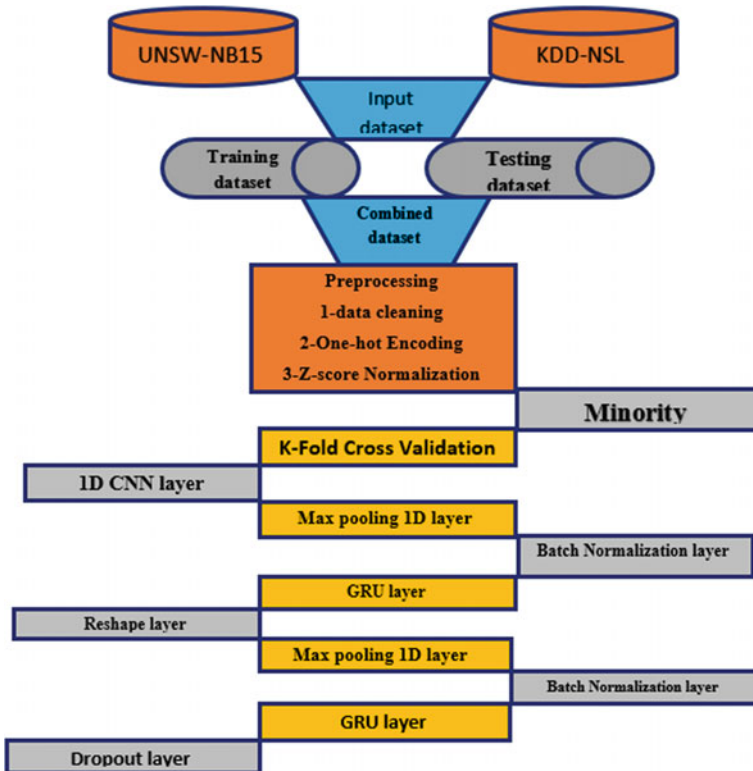 UNSW-NB15
KDD-NSL
Input
dataset
Training
dataset
Testing
dataset
Combined
dataset
Preprocessing
1-data cleaning
2-One-hot Encoding
3-Z-score Normalization
Minority
K-Fold Cross Validation
1D CNN layer
Max pooling 1D layer
Batch Normalization layer
GRU layer
Reshape layer
Max pooling 1D layer
Batch Normalization layer
GRU layer
Dropout layer